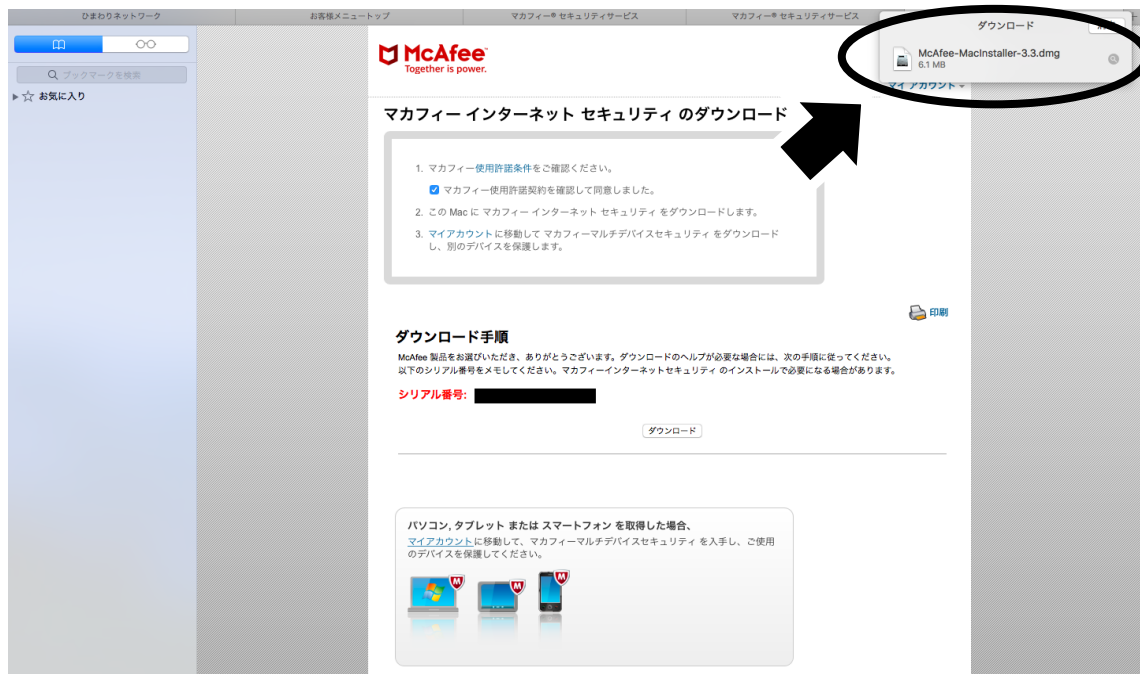 ひまわりネットワーク
お客様メニュートップ
マカフィー® セキュリティサービス
マカフィー® セキュリティサービス
ダウンロード
McAfee-MacInstaller-3.3.dmg
6.1 MB
ブックマークを検索
お気に入り
McAfee™
Together is power.
マイ アカウント
マカフィー インターネット セキュリティ のダウンロード
1. マカフィー使用許諾条件をご確認ください。
マカフィー使用許諾契約を確認して同意しました。
2. この Mac に マカフィー インターネット セキュリティ をダウンロードします。
3. マイアカウント に移動して マカフィーマルチデバイスセキュリティ をダウンロード
し、別のデバイスを保護します。
印刷
ダウンロード手順
McAfee 製品をお選びいただき、ありがとうございます。ダウンロードのヘルプが必要な場合には、次の手順に従ってください。
以下のシリアル番号をメモしてください。マカフィーインターネットセキュリティ のインストールで必要になる場合があります。
シリアル番号:
ダウンロード
パソコン, タブレット または スマートフォン を取得した場合、
マイアカウントに移動して、マカフィーマルチデバイスセキュリティ を入手し、ご使用
のデバイスを保護してください。